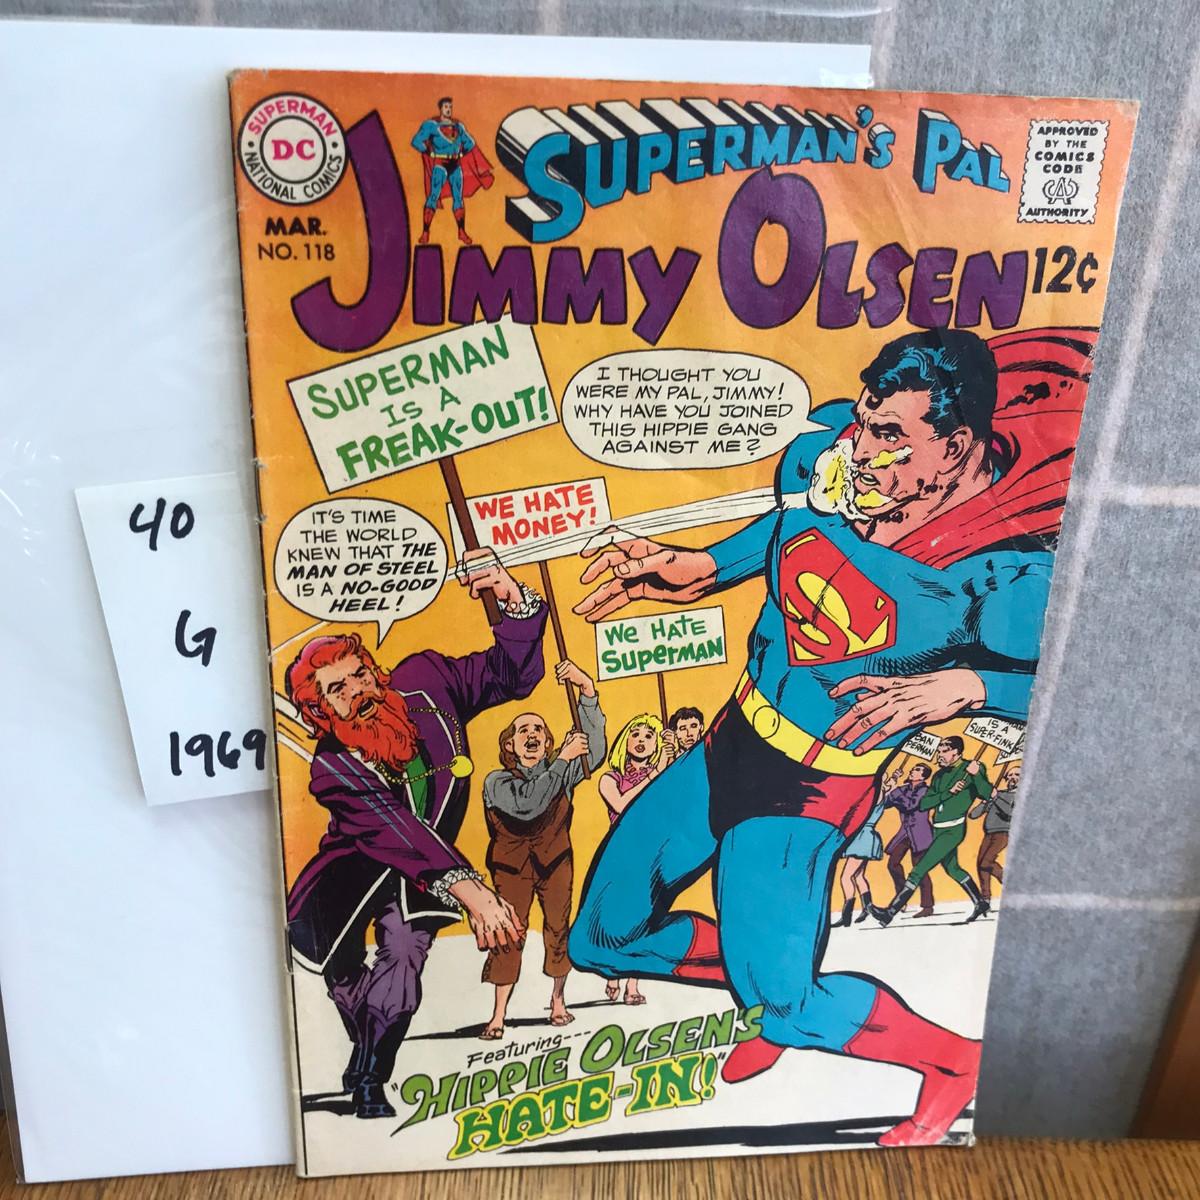 SUPERMAN
DC
NATIONAL COMICS
MAR.
NO. 118
SUPERMAN'S PAL
JIMMY OLSEN
APPROVED
BY THE
COMICS
CODE
CA
AUTHORITY
12¢
SUPERMAN
IS A
FREAK-OUT!
I THOUGHT YOU
WERE MY PAL, JIMMY!
WHY HAVE YOU JOINED
THIS HIPPIE GANG
AGAINST ME?
WE HATE
MONEY!
IT'S TIME
THE WORLD
KNEW THAT THE
MAN OF STEEL
IS A NO-GOOD
HEEL!
We HATE
Superman
S
IS A
SUPER-FINK
Featuring---
"HIPPIE OLSEN'S
HATE-IN!"
40
G
1969